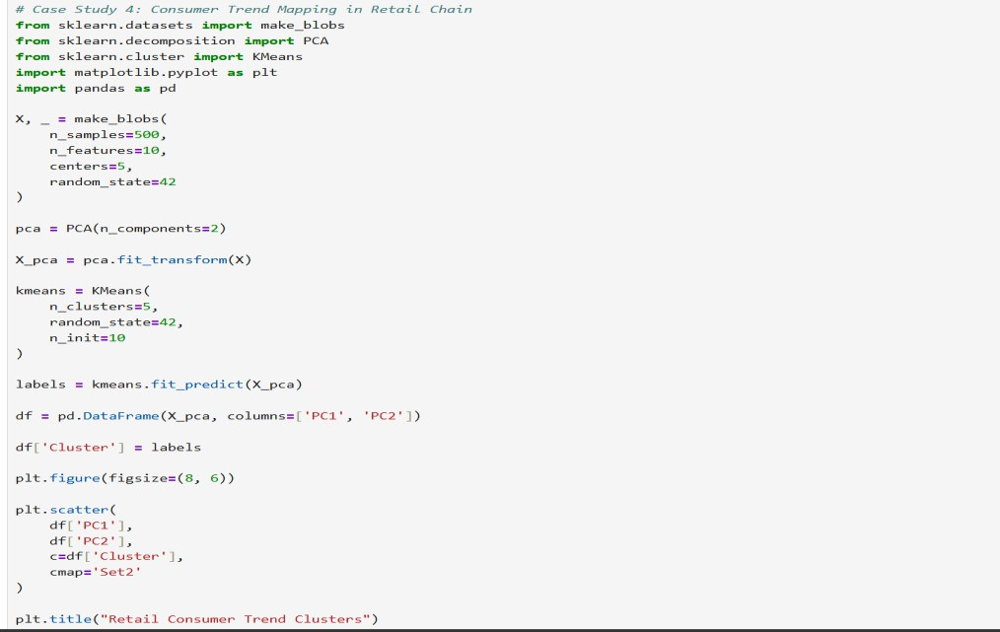 # Case Study 4: Consumer Trend Mapping in Retail Chain
from sklearn.datasets import make_blobs
from sklearn.decomposition import PCA
from sklearn.cluster import KMeans
import matplotlib.pyplot as plt
import pandas as pd

X, _ = make_blobs(
    n_samples=500,
    n_features=10,
    centers=5,
    random_state=42
)

pca = PCA(n_components=2)

X_pca = pca.fit_transform(X)

kmeans = KMeans(
    n_clusters=5,
    random_state=42,
    n_init=10
)

labels = kmeans.fit_predict(X_pca)

df = pd.DataFrame(X_pca, columns=['PC1', 'PC2'])

df['Cluster'] = labels

plt.figure(figsize=(8, 6))

plt.scatter(
    df['PC1'],
    df['PC2'],
    c=df['Cluster'],
    cmap='Set2'
)

plt.title("Retail Consumer Trend Clusters")